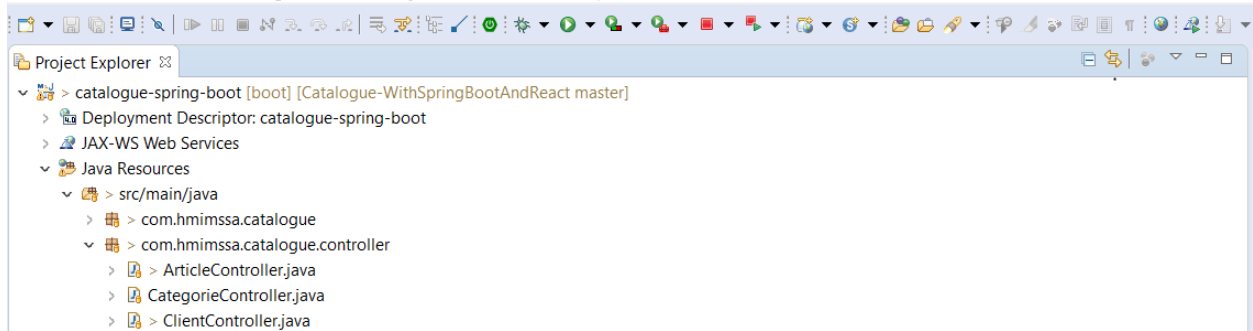 Project Explorer
> catalogue-spring-boot [boot] [Catalogue-WithSpringBootAndReact master]
Deployment Descriptor: catalogue-spring-boot
JAX-WS Web Services
Java Resources
> src/main/java
> com.hmimssa.catalogue
> com.hmimssa.catalogue.controller
> ArticleController.java
CategorieController.java
> ClientController.java